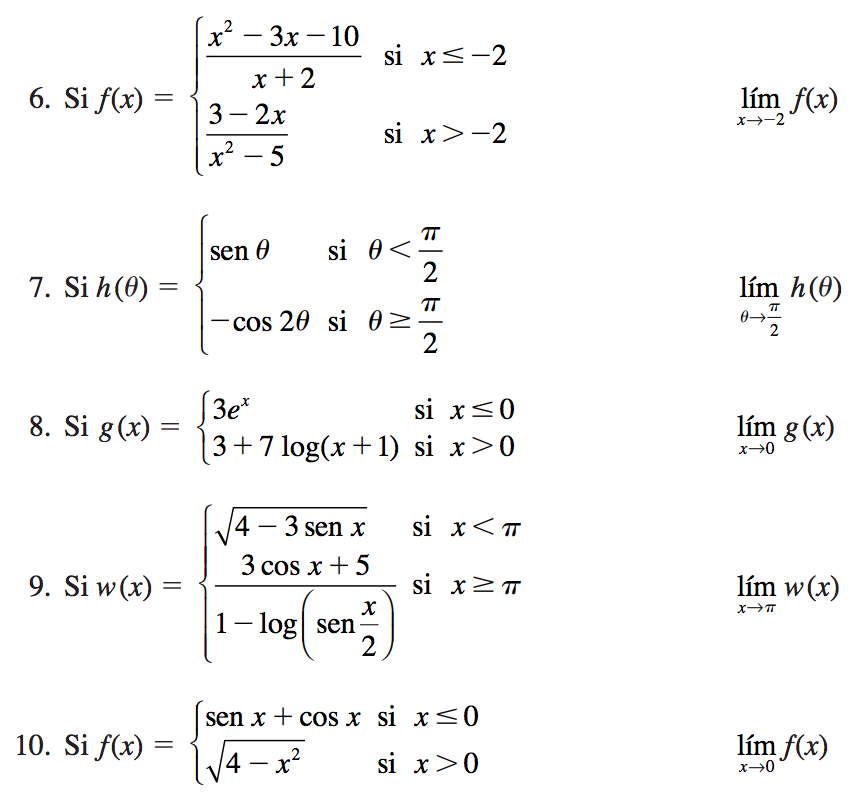 6. Si f(x) = { (x² − 3x − 10)/(x + 2) si x ≤ −2
(3 − 2x)/(x² − 5) si x > −2
lím x→−2 f(x)
7. Si h(θ) = { sen θ si θ < π/2
−cos 2θ si θ ≥ π/2
lím θ→π/2 h(θ)
8. Si g(x) = { 3eˣ si x ≤ 0
3 + 7 log(x + 1) si x > 0
lím x→0 g(x)
9. Si w(x) = { √(4 − 3 sen x) si x < π
(3 cos x + 5)/(1 − log(sen x/2)) si x ≥ π
lím x→π w(x)
10. Si f(x) = { sen x + cos x si x ≤ 0
√(4 − x²) si x > 0
lím x→0 f(x)